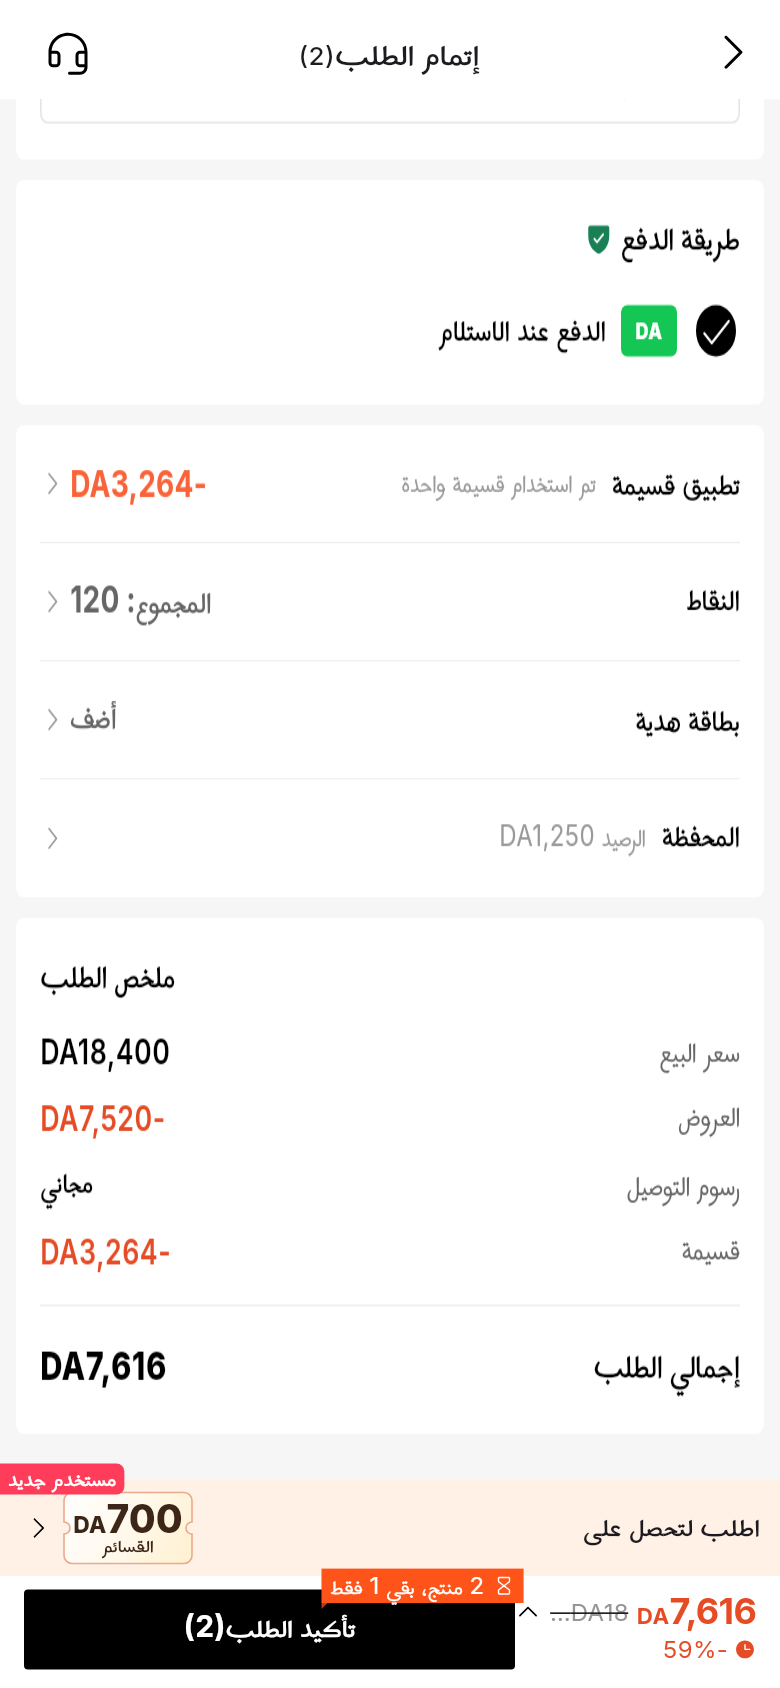 إتمام الطلب(2)
طريقة الدفع
DA الدفع عند الاستلام
تطبيق قسيمة تم استخدام قسيمة واحدة DA3,264-
النقاط المجموع: 120
بطاقة هدية أضف
المحفظة الرصيد DA1,250
ملخص الطلب
سعر البيع DA18,400
العروض DA7,520-
رسوم التوصيل مجاني
قسيمة DA3,264-
إجمالي الطلب DA7,616
مستخدم جديد
اطلب لتحصل على DA700
القسائم
2 منتج، بقي 1 فقط
DA7,616 DA18...
تأكيد الطلب(2)
59%-